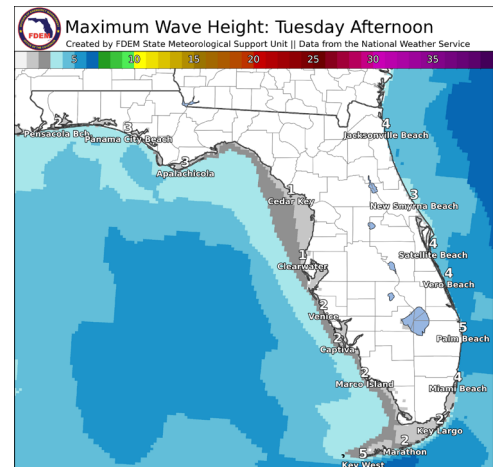 FDEM
Maximum Wave Height: Tuesday Afternoon
Created by FDEM State Meteorological Support Unit || Data from the National Weather Service
5 10 15 20 25 30 35
4
Jacksonville Beach
2
Pensacola Bch
3
Panama City Beach
3
Apalachicola
1
Cedar Key
3
New Smyrna Beach
4
Satellite Beach
1
Clearwater
4
Vero Beach
2
Venice
5
Palm Beach
2
Captiva
2
Marco Island
4
Miami Beach
2
Key Largo
2
Marathon
5
Key West